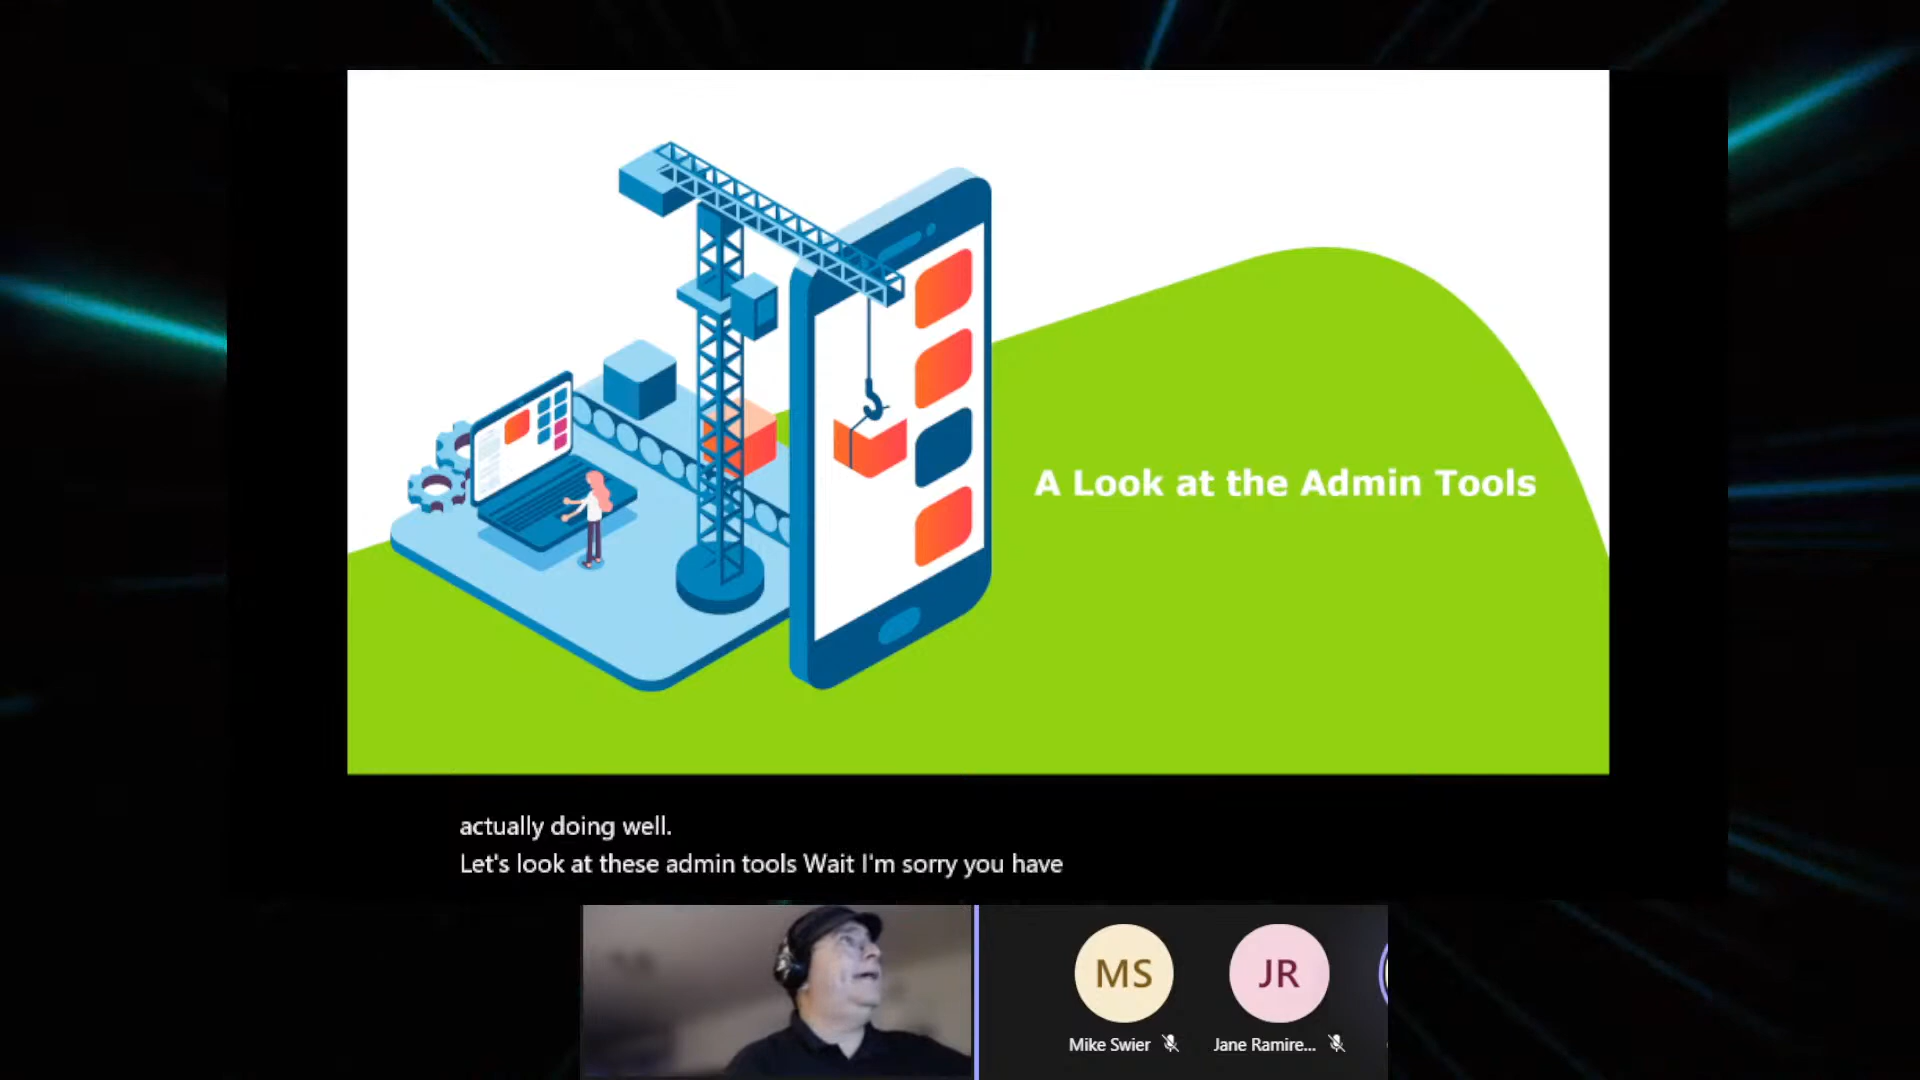 A Look at the Admin Tools
actually doing well.
Let's look at these admin tools Wait I'm sorry you have
MS
JR
Mike Swier
Jane Ramire...